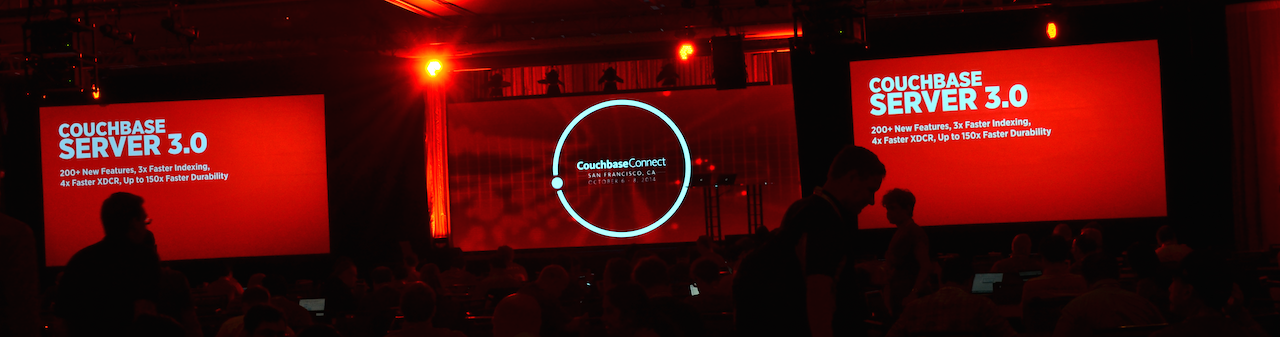 COUCHBASE
SERVER 3.0
200+ New Features, 3x Faster Indexing,
4x Faster XDCR, Up to 150x Faster Durability
CouchbaseConnect
SAN FRANCISCO, CA
OCTOBER 6 - 8, 2014
COUCHBASE
SERVER 3.0
200+ New Features, 3x Faster Indexing,
4x Faster XDCR, Up to 150x Faster Durability